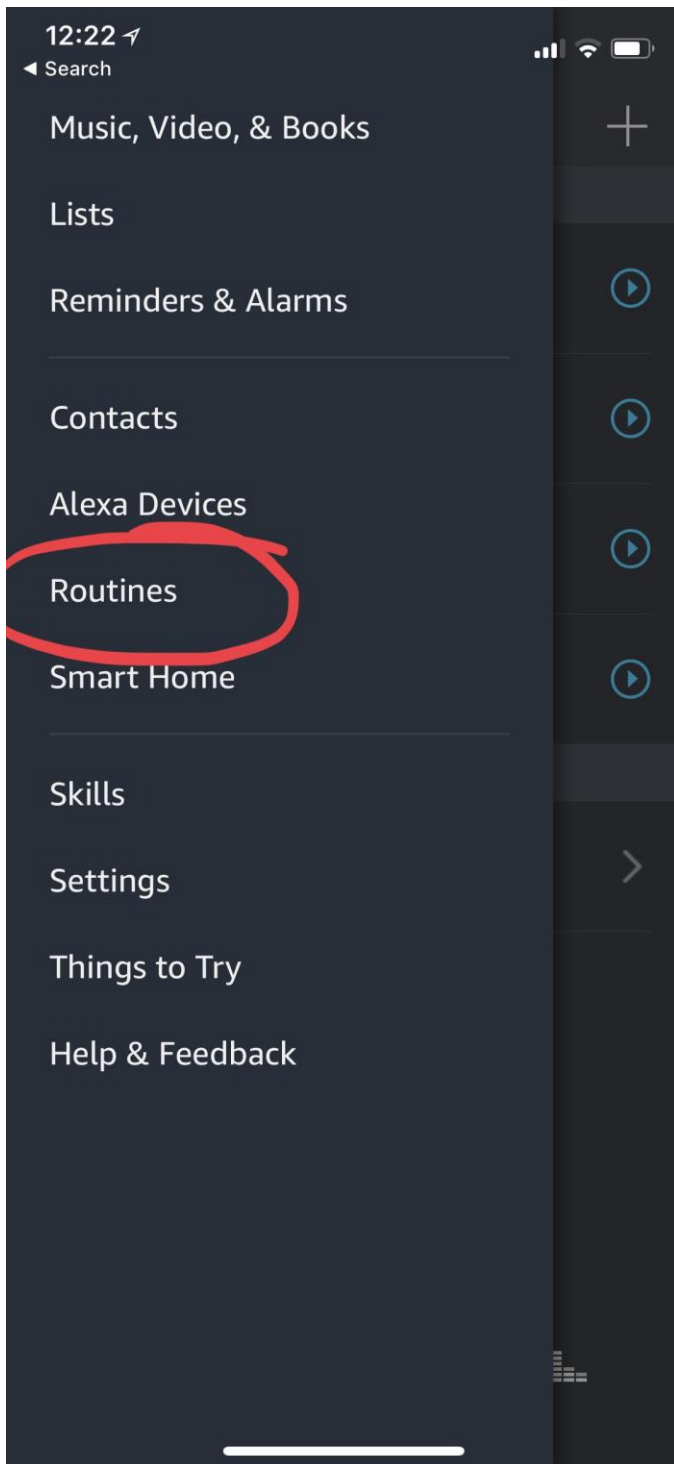 12:22
Search
Music, Video, & Books
Lists
Reminders & Alarms
Contacts
Alexa Devices
Routines
Smart Home
Skills
Settings
Things to Try
Help & Feedback